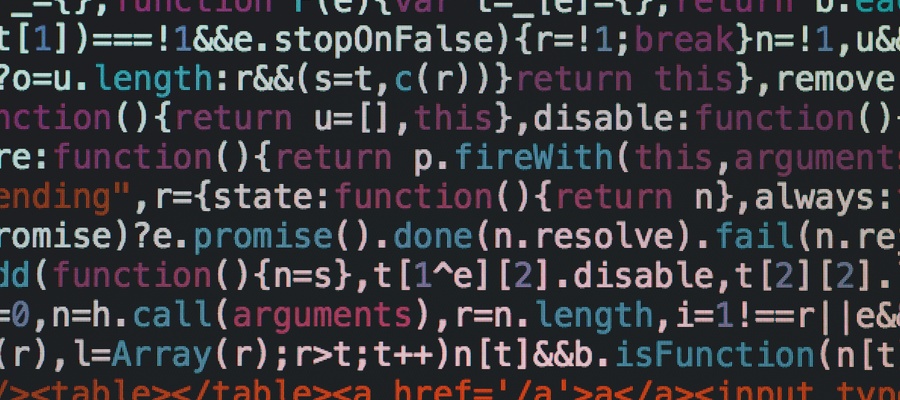 _={},function r(e){var t=_[e]={};return b.ea
t[1])===!1&&e.stopOnFalse){r=!1;break}n=!1,u&
?o=u.length:r&&(s=t,c(r))}return this},remove
nction(){return u=[],this},disable:function()
re:function(){return p.fireWith(this,arguments
ending",r={state:function(){return n},always:
romise)?e.promise().done(n.resolve).fail(n.re
dd(function(){n=s},t[1^e][2].disable,t[2][2].
=0,n=h.call(arguments),r=n.length,i=1!==r||e&
(r),l=Array(r);r>t;t++)n[t]&&b.isFunction(n[t
/><table></table><a href='/a'>a</a><input typ